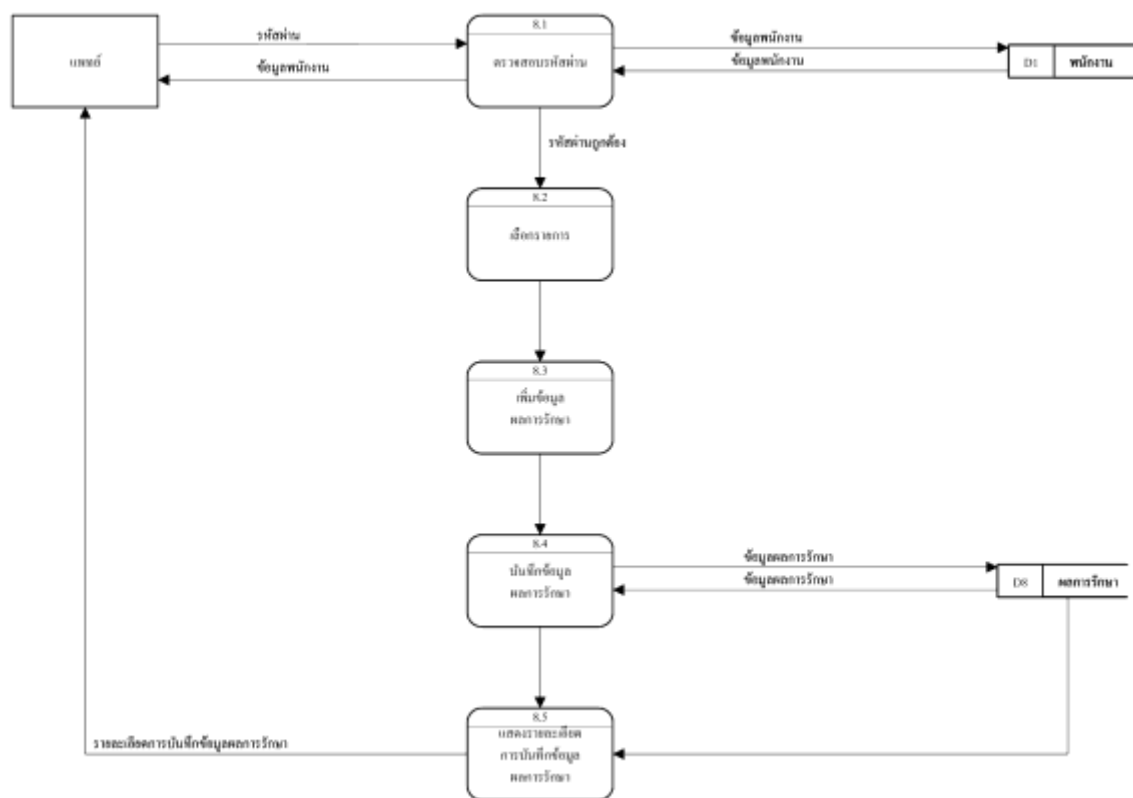 แพทย์
รหัสผ่าน
ข้อมูลพนักงาน
8.1
ตรวจสอบรหัสผ่าน
ข้อมูลพนักงาน
ข้อมูลพนักงาน
D1 พนักงาน
รหัสผ่านถูกต้อง
8.2
เลือกรายการ
8.3
เพิ่มข้อมูล
ผลการรักษา
8.4
บันทึกข้อมูล
ผลการรักษา
ข้อมูลผลการรักษา
ข้อมูลผลการรักษา
D8 ผลการรักษา
8.5
แสดงรายละเอียด
การบันทึกข้อมูล
ผลการรักษา
รายละเอียดการบันทึกข้อมูลผลการรักษา